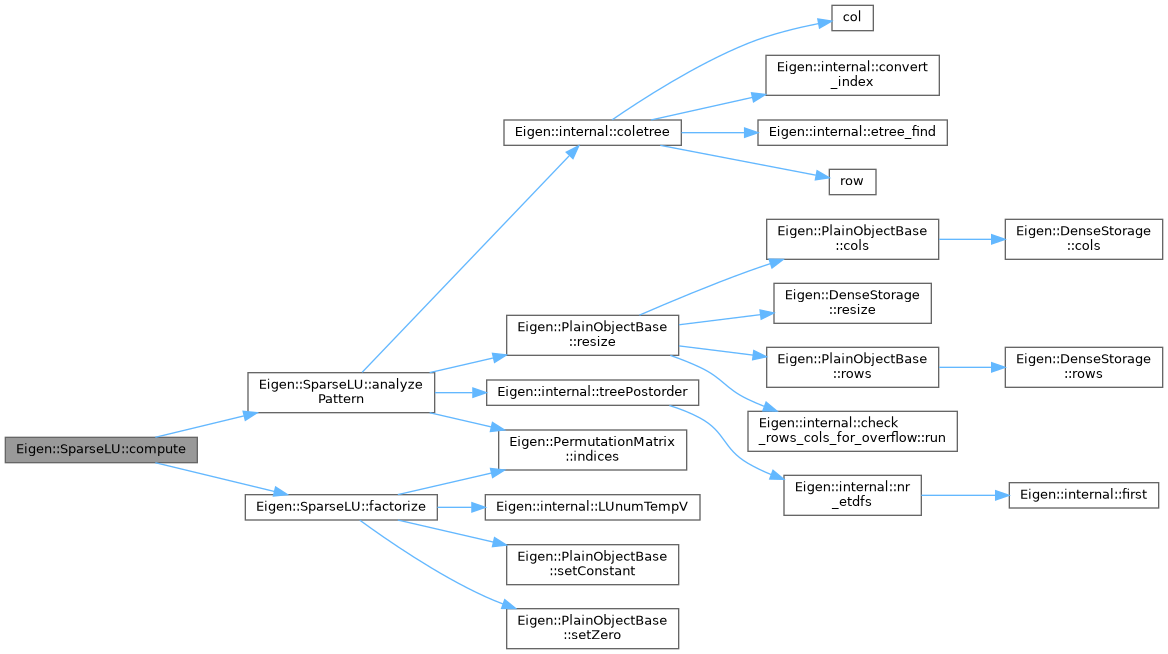 Eigen::SparseLU::compute
Eigen::SparseLU::analyze
Pattern
Eigen::SparseLU::factorize
Eigen::internal::coletree
Eigen::PlainObjectBase
::resize
Eigen::internal::treePostorder
Eigen::PermutationMatrix
::indices
Eigen::internal::LUnumTempV
Eigen::PlainObjectBase
::setConstant
Eigen::PlainObjectBase
::setZero
col
Eigen::internal::convert
_index
Eigen::internal::etree_find
row
Eigen::PlainObjectBase
::cols
Eigen::DenseStorage
::resize
Eigen::PlainObjectBase
::rows
Eigen::internal::check
_rows_cols_for_overflow::run
Eigen::internal::nr
_etdfs
Eigen::DenseStorage
::cols
Eigen::DenseStorage
::rows
Eigen::internal::first